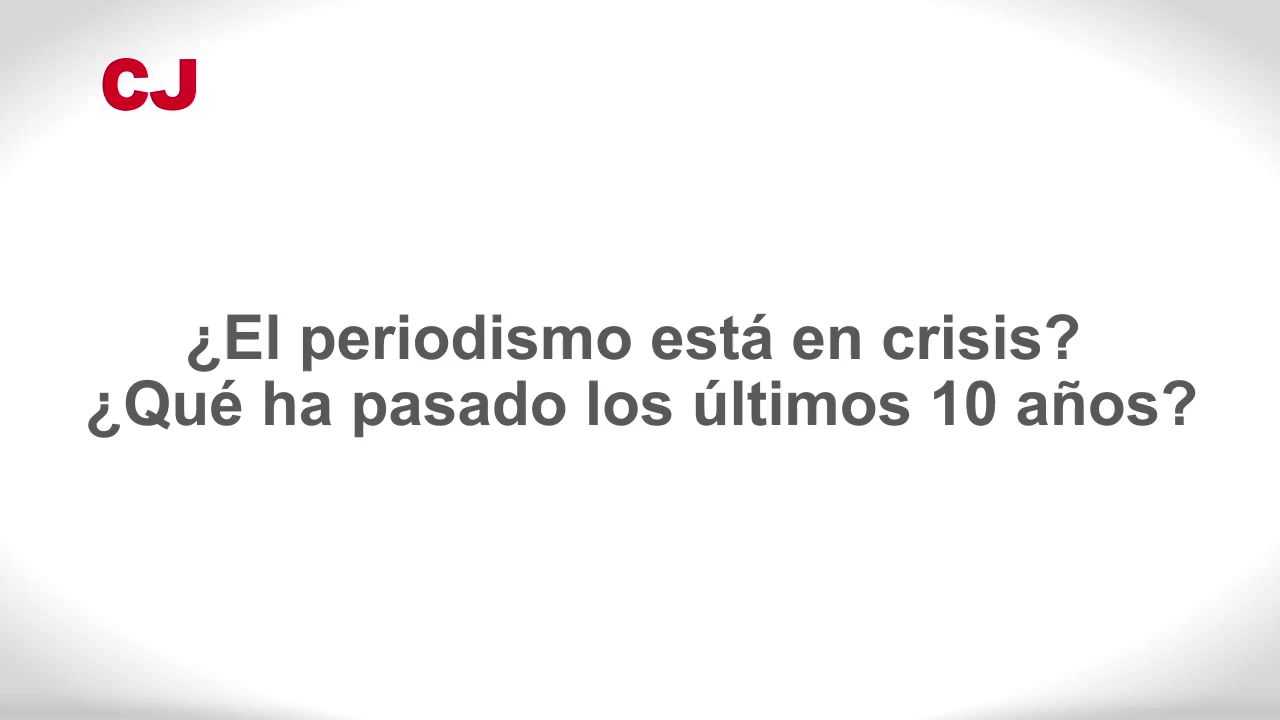 CJ
¿El periodismo está en crisis?
¿Qué ha pasado los últimos 10 años?